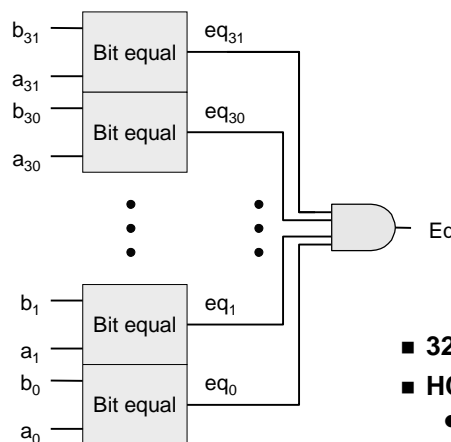 b31
Bit equal
eq31
a31
b30
Bit equal
eq30
a30
Eq
b1
Bit equal
eq1
a1
b0
Bit equal
eq0
a0
■ 32
■ HC